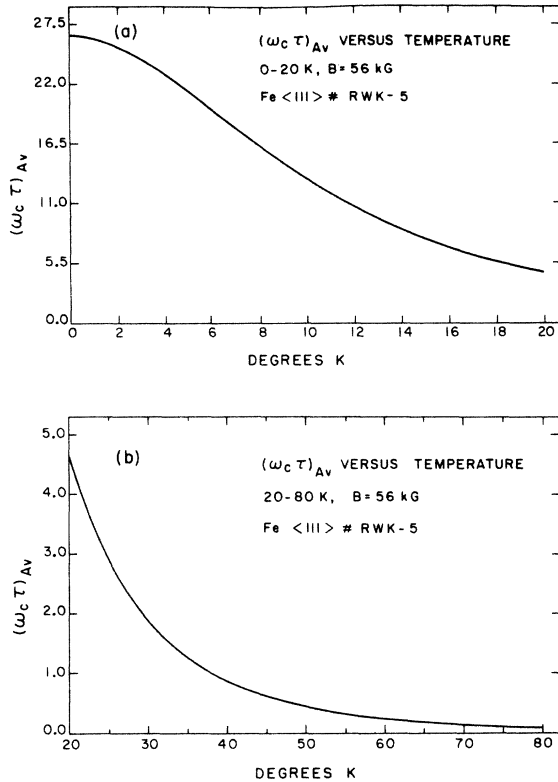 (a)
(ω_c τ)_Av VERSUS TEMPERATURE
0-20 K, B = 56 kG
Fe <111> # RWK-5
(ω_c τ)_Av
27.5
22.0
16.5
11.0
5.5
0.0
0 2 4 6 8 10 12 14 16 18 20
DEGREES K
(b)
(ω_c τ)_Av VERSUS TEMPERATURE
20-80 K, B = 56 kG
Fe <111> # RWK-5
(ω_c τ)_Av
5.0
4.0
3.0
2.0
1.0
0.0
20 30 40 50 60 70 80
DEGREES K